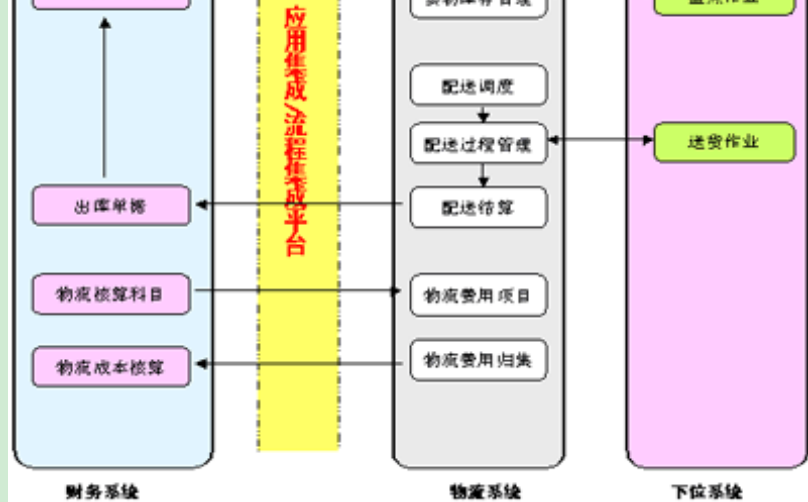 应用集成/流程集成平台
配送调度
配送过程管理
送货作业
出库单据
配送结算
物流核算科目
物流费用项目
物流成本核算
物流费用归集
财务系统
物流系统
下位系统